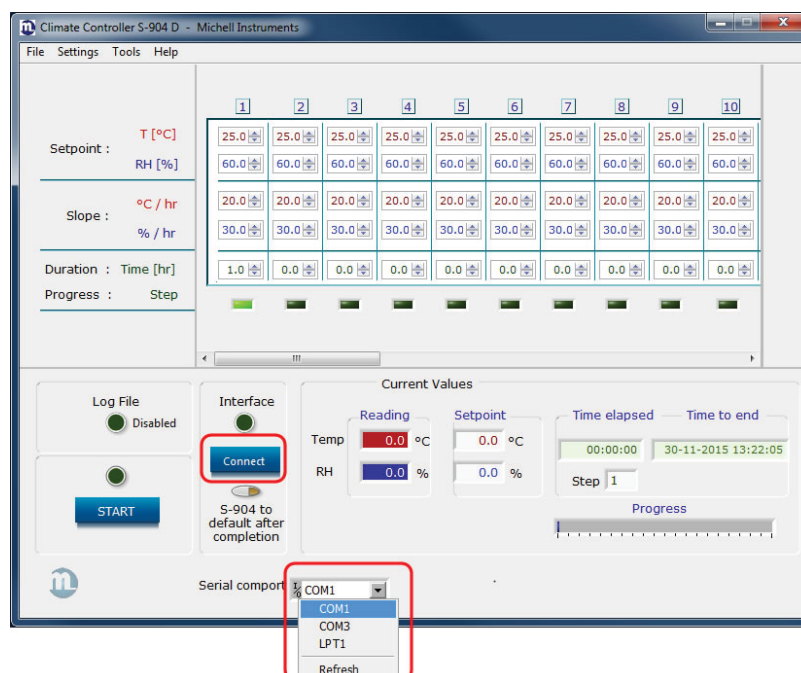 Climate Controller S-904 D - Michell Instruments
File Settings Tools Help
1 2 3 4 5 6 7 8 9 10
Setpoint :
T [°C] 25.0 25.0 25.0 25.0 25.0 25.0 25.0 25.0 25.0 25.0
RH [%] 60.0 60.0 60.0 60.0 60.0 60.0 60.0 60.0 60.0 60.0
Slope :
°C / hr 20.0 20.0 20.0 20.0 20.0 20.0 20.0 20.0 20.0 20.0
% / hr 30.0 30.0 30.0 30.0 30.0 30.0 30.0 30.0 30.0 30.0
Duration : Time [hr] 1.0 0.0 0.0 0.0 0.0 0.0 0.0 0.0 0.0 0.0
Progress : Step
Log File
Disabled
START
Interface
Connect
S-904 to
default after
completion
Current Values
Reading Setpoint
Temp 0.0 °C 0.0 °C
RH 0.0 % 0.0 %
Time elapsed Time to end
00:00:00 30-11-2015 13:22:05
Step 1
Progress
m
Serial comport I/O COM1
COM1
COM3
LPT1
Refresh